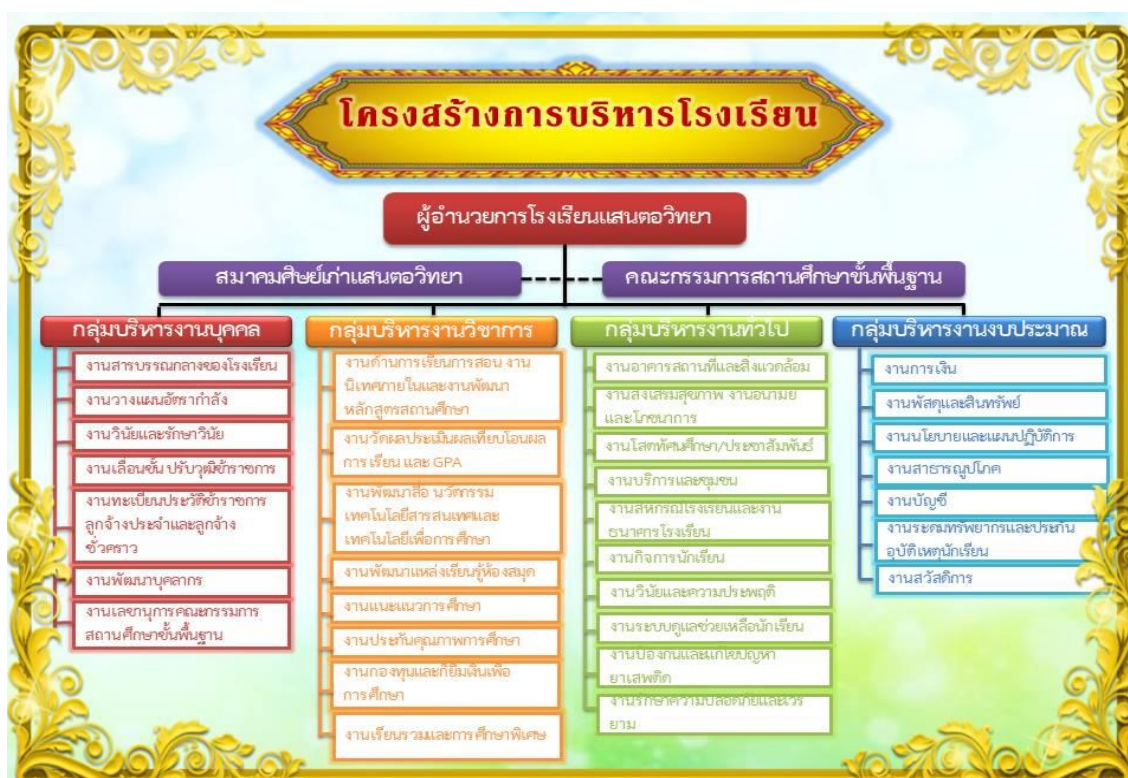 โครงสร้างการบริหารโรงเรียน
ผู้อำนวยการโรงเรียนแสนตอวิทยา
สมาคมศิษย์เก่าแสนตอวิทยา
คณะกรรมการสถานศึกษาขั้นพื้นฐาน
กลุ่มบริหารงานบุคคล
งานสารบรรณกลางของโรงเรียน
งานวางแผนอัตรากำลัง
งานวินัยและรักษาวินัย
งานเลื่อนขั้น ปรับวุฒิข้าราชการ
งานทะเบียนประวัติข้าราชการ
ลูกจ้างประจำและลูกจ้าง
ชั่วคราว
งานพัฒนาบุคลากร
งานเลขานุการคณะกรรมการ
สถานศึกษาขั้นพื้นฐาน
กลุ่มบริหารงานวิชาการ
งานด้านการเรียนการสอน งาน
นิเทศภายในและงานพัฒนา
หลักสูตรสถานศึกษา
งานวัดผลประเมินผลเทียบโอนผล
การเรียน และ GPA
งานพัฒนาสื่อ นวัตกรรม
เทคโนโลยีสารสนเทศและ
เทคโนโลยีเพื่อการศึกษา
งานพัฒนาแหล่งเรียนรู้ห้องสมุด
งานแนะแนวการศึกษา
งานประกันคุณภาพการศึกษา
งานกองทุนและกู้ยืมเงินเพื่อ
การศึกษา
งานเรียนรวมและการศึกษาพิเศษ
กลุ่มบริหารงานทั่วไป
งานอาคารสถานที่และสิ่งแวดล้อม
งานส่งเสริมสุขภาพ งานอนามัย
และโภชนาการ
งานโสตทัศนศึกษา/ประชาสัมพันธ์
งานบริการและชุมชน
งานสหกรณ์โรงเรียนและงาน
ธนาคารโรงเรียน
งานกิจการนักเรียน
งานวินัยและความประพฤติ
งานระบบดูแลช่วยเหลือนักเรียน
งานป้องกันและแก้ไขปัญหา
ยาเสพติด
งานรักษาความปลอดภัยและเวร
ยาม
กลุ่มบริหารงานงบประมาณ
งานการเงิน
งานพัสดุและสินทรัพย์
งานนโยบายและแผนปฏิบัติการ
งานสาธารณูปโภค
งานบัญชี
งานระดมทรัพยากรและประกัน
อุบัติเหตุนักเรียน
งานสวัสดิการ